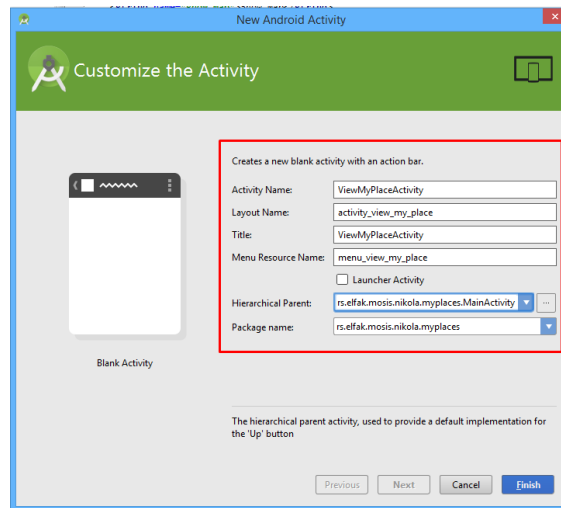 New Android Activity
Customize the Activity
Creates a new blank activity with an action bar.
Activity Name: ViewMyPlaceActivity
Layout Name: activity_view_my_place
Title: ViewMyPlaceActivity
Menu Resource Name: menu_view_my_place
Launcher Activity
Hierarchical Parent: rs.elfak.mosis.nikola.myplaces.MainActivity ...
Package name: rs.elfak.mosis.nikola.myplaces
Blank Activity
The hierarchical parent activity, used to provide a default implementation for
the 'Up' button
Previous Next Cancel Finish